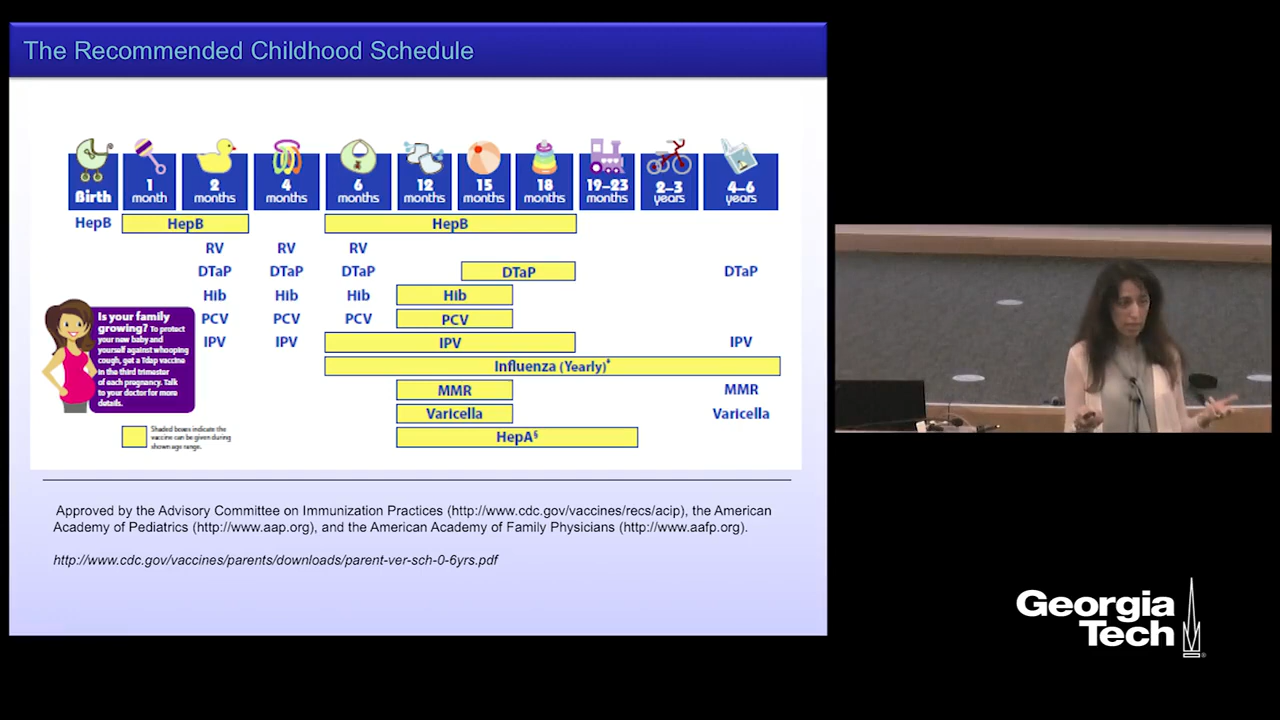 The Recommended Childhood Schedule
Birth
1 month
2 months
4 months
6 months
12 months
15 months
18 months
19–23 months
2–3 years
4–6 years
HepB HepB HepB
RV RV RV
DTaP DTaP DTaP DTaP DTaP
Hib Hib Hib Hib
PCV PCV PCV PCV
IPV IPV IPV IPV
Influenza (Yearly)*
MMR MMR
Varicella Varicella
HepA§
Is your family
growing? To protect
your new baby and
yourself against whooping
cough, get a Tdap vaccine
in the third trimester
of each pregnancy. Talk
to your doctor for more
details.
Shaded boxes indicate the
vaccine can be given during
shown age range.
Approved by the Advisory Committee on Immunization Practices (http://www.cdc.gov/vaccines/recs/acip), the American
Academy of Pediatrics (http://www.aap.org), and the American Academy of Family Physicians (http://www.aafp.org).
http://www.cdc.gov/vaccines/parents/downloads/parent-ver-sch-0-6yrs.pdf
Georgia
Tech